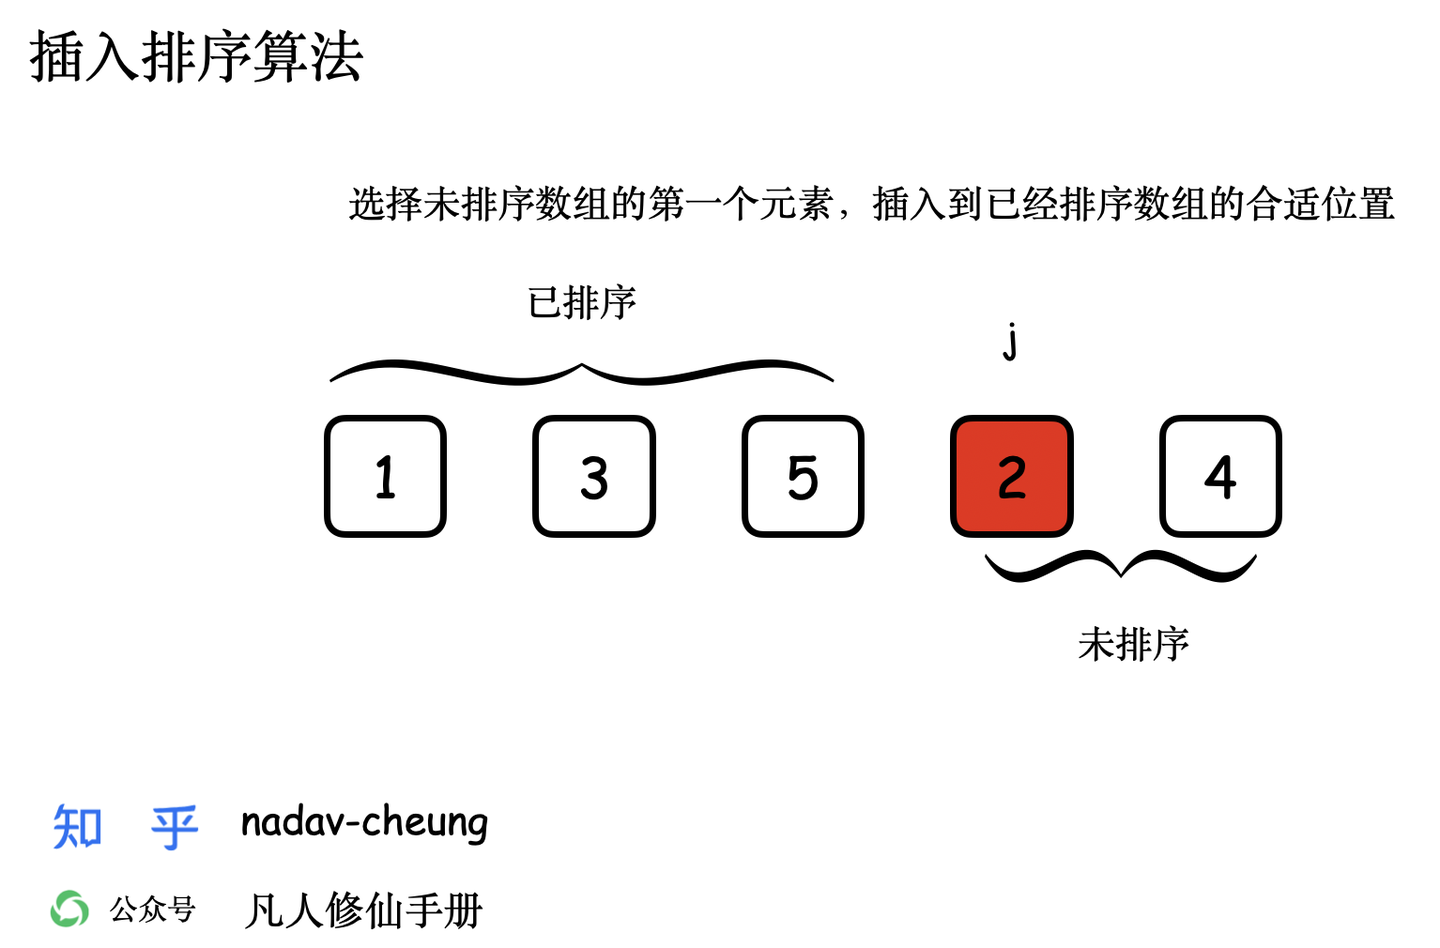 插入排序算法
选择未排序数组的第一个元素，插入到已经排序数组的合适位置
已排序
j
1 3 5 2 4
未排序
知乎 nadav-cheung
公众号 凡人修仙手册